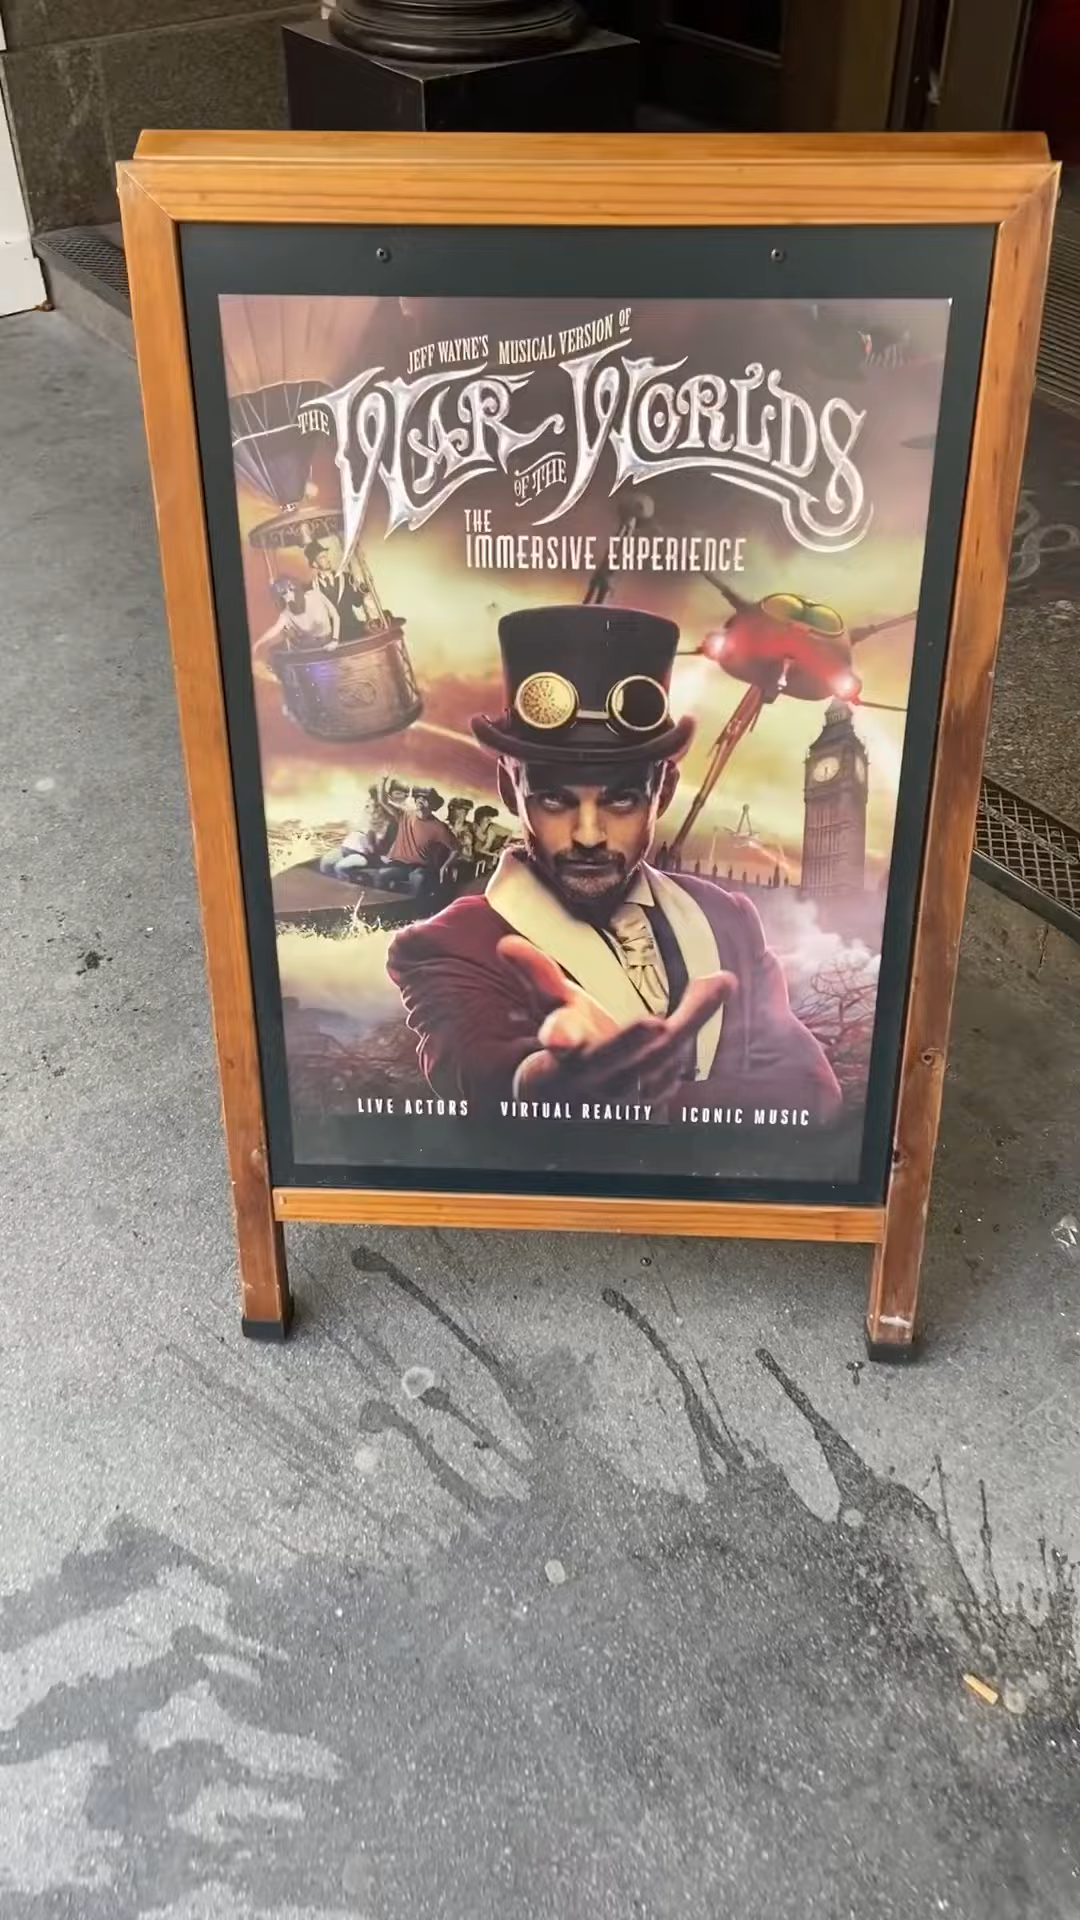 JEFF WAYNE'S MUSICAL VERSION OF
THE WAR OF THE WORLDS
THE
IMMERSIVE EXPERIENCE
LIVE ACTORS VIRTUAL REALITY ICONIC MUSIC